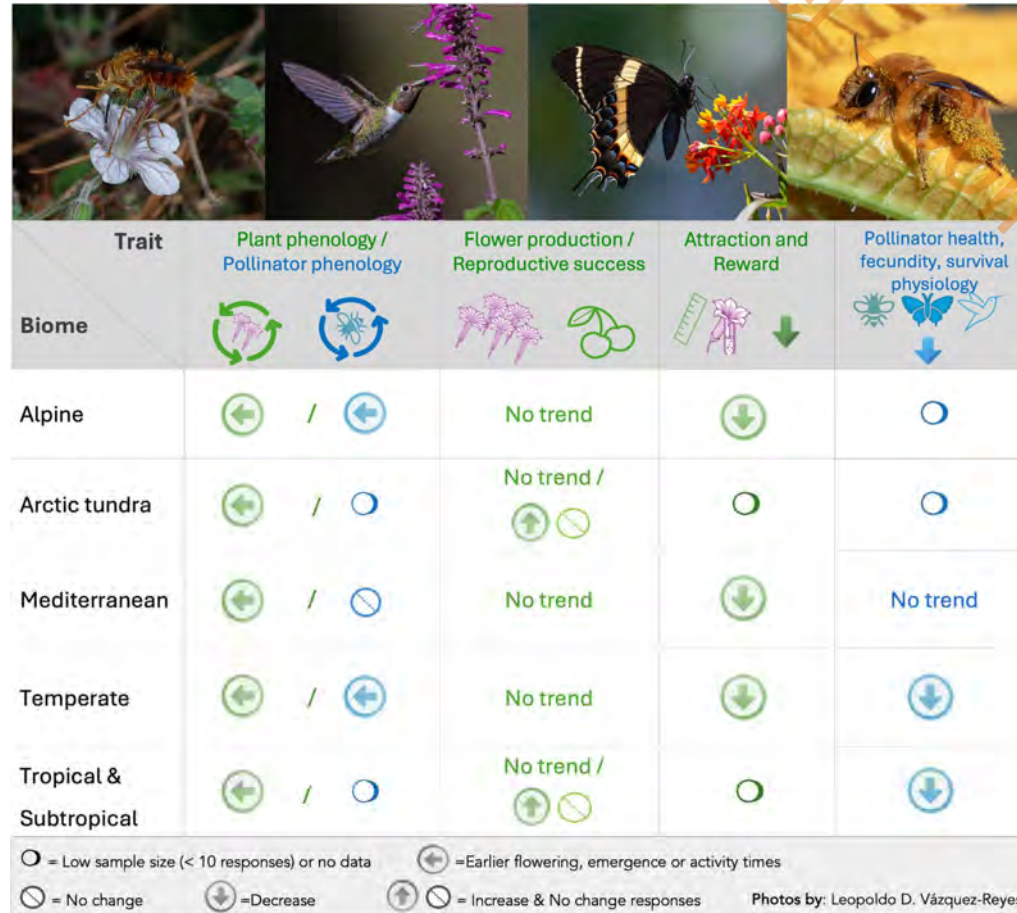 Trait
Plant phenology /
Pollinator phenology
Flower production /
Reproductive success
Attraction and
Reward
Pollinator health,
fecundity, survival
physiology
Biome
Alpine
/
No trend
Arctic tundra
/
No trend /
Mediterranean
/
No trend
No trend
Temperate
/
No trend
Tropical &
Subtropical
/
No trend /
= Low sample size (< 10 responses) or no data
=Earlier flowering, emergence or activity times
= No change
=Decrease
= Increase & No change responses
Photos by: Leopoldo D. Vázquez-Reyes